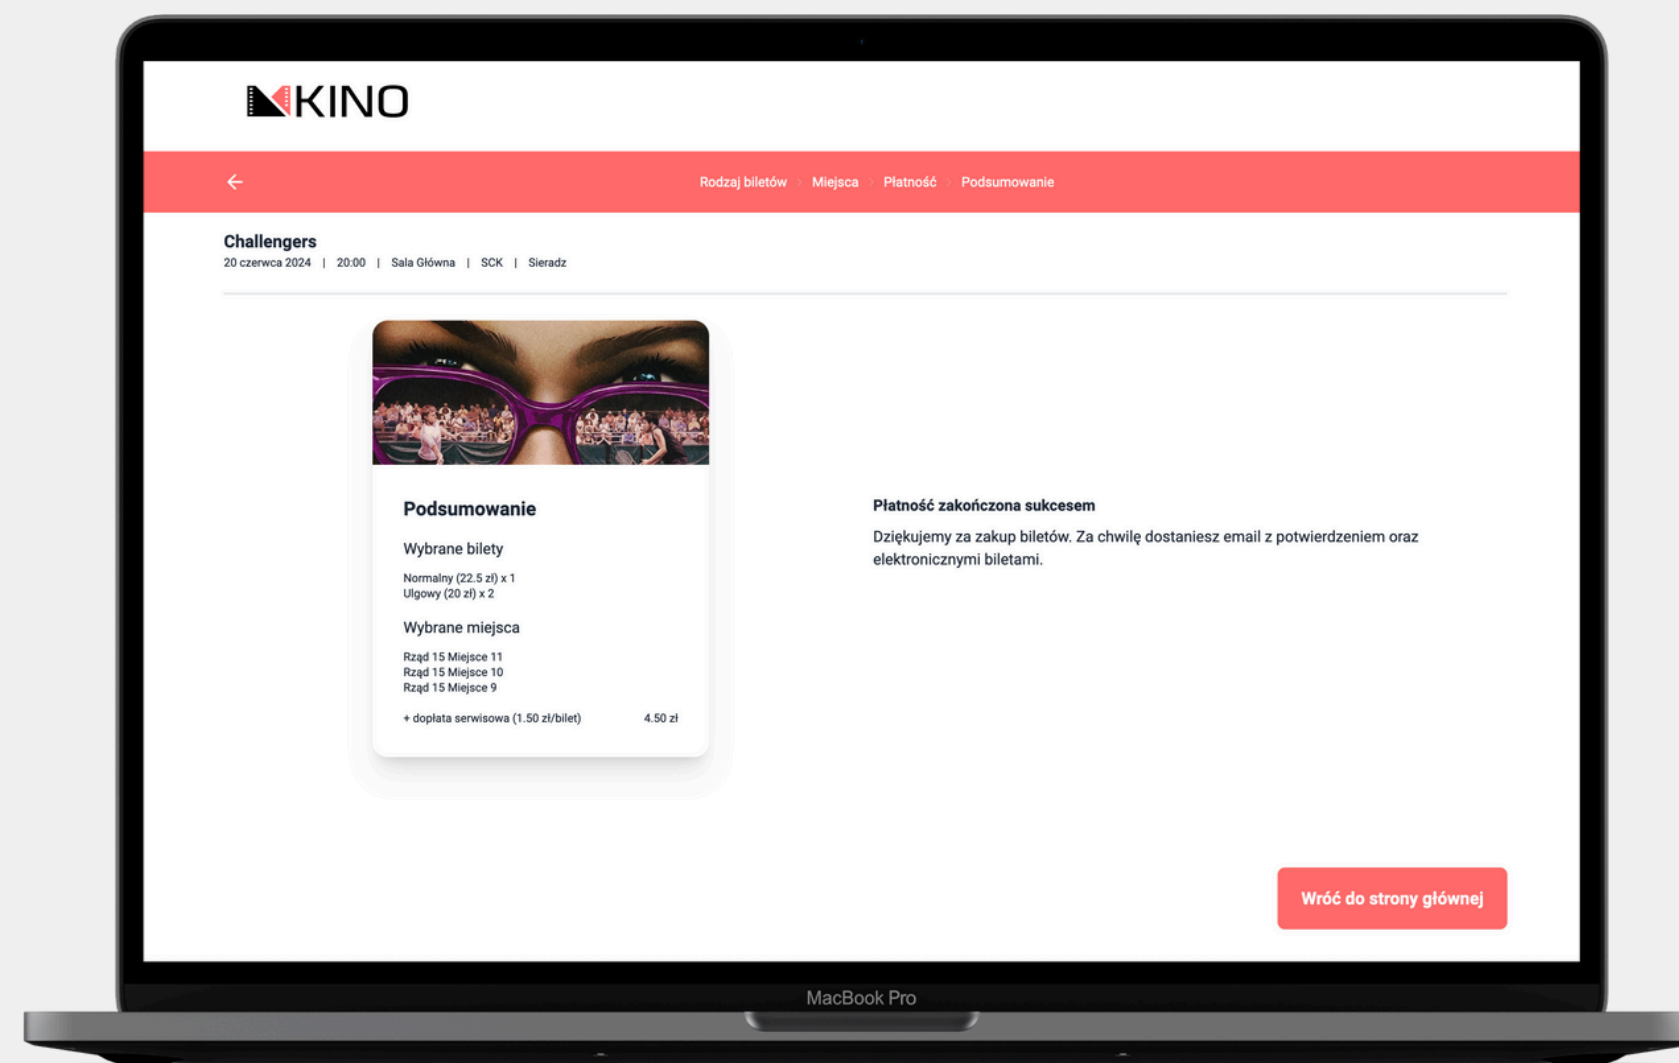 KINO
Rodzaj biletów > Miejsca > Płatność > Podsumowanie
Challengers
20 czerwca 2024 | 20:00 | Sala Główna | SCK | Sieradz
Podsumowanie
Wybrane bilety
Normalny (22.5 zł) x 1
Ulgowy (20 zł) x 2
Wybrane miejsca
Rząd 15 Miejsce 11
Rząd 15 Miejsce 10
Rząd 15 Miejsce 9
+ dopłata serwisowa (1.50 zł/bilet) 4.50 zł
Płatność zakończona sukcesem
Dziękujemy za zakup biletów. Za chwilę dostaniesz email z potwierdzeniem oraz
elektronicznymi biletami.
Wróć do strony głównej
MacBook Pro